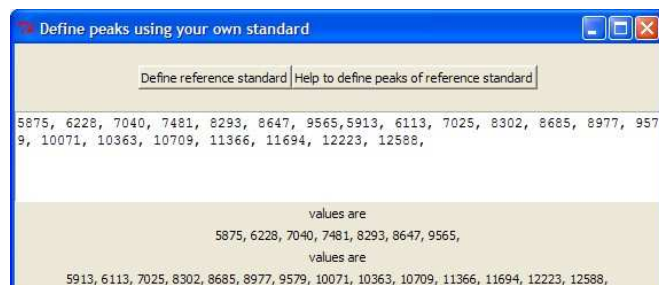 Define peaks using your own standard
Define reference standard Help to define peaks of reference standard
5875, 6228, 7040, 7481, 8293, 8647, 9565,5913, 6113, 7025, 8302, 8685, 8977, 957
9, 10071, 10363, 10709, 11366, 11694, 12223, 12588,
values are
5875, 6228, 7040, 7481, 8293, 8647, 9565,
values are
5913, 6113, 7025, 8302, 8685, 8977, 9579, 10071, 10363, 10709, 11366, 11694, 12223, 12588,